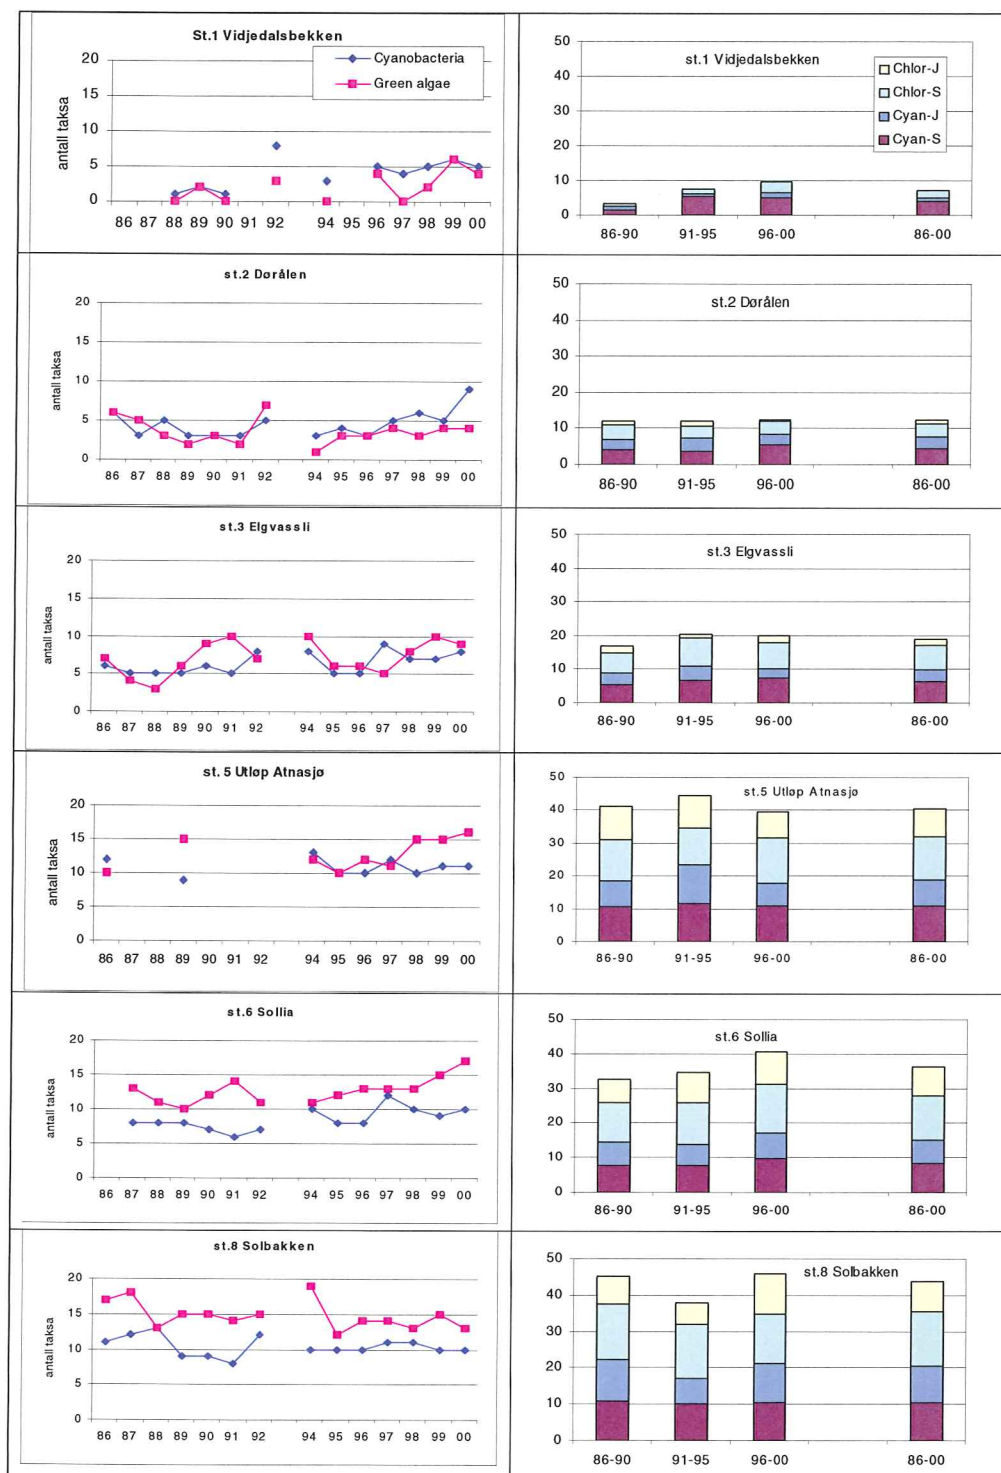 St.1 Vidjedalsbekken
Cyanobacteria
Green algae
antall taksa
20
15
10
5
0
86 87 88 89 90 91 92 94 95 96 97 98 99 00
st.1 Vidjedalsbekken
Chlor-J
Chlor-S
Cyan-J
Cyan-S
50
40
30
20
10
0
86-90 91-95 96-00 86-00
st.2 Dørålen
antall taksa
20
15
10
5
0
86 87 88 89 90 91 92 94 95 96 97 98 99 00
st.2 Dørålen
50
40
30
20
10
0
86-90 91-95 96-00 86-00
st.3 Elgvassli
antall taksa
20
15
10
5
0
86 87 88 89 90 91 92 94 95 96 97 98 99 00
st.3 Elgvassli
50
40
30
20
10
0
86-90 91-95 96-00 86-00
st. 5 Utløp Atnasjø
antall taksa
20
15
10
5
0
86 89 90 92 94 95 96 97 98 99 00
st.5 Utløp Atnasjø
50
40
30
20
10
0
86-90 91-95 96-00 86-00
st.6 Sollia
antall taksa
20
15
10
5
0
86 87 88 89 90 91 92 94 95 96 97 98 99 00
st.6 Sollia
50
40
30
20
10
0
86-90 91-95 96-00 86-00
st.8 Solbakken
antall taksa
20
15
10
5
0
86 87 88 89 90 91 92 94 95 96 97 98 99 00
st.8 Solbakken
50
40
30
20
10
0
86-90 91-95 96-00 86-00